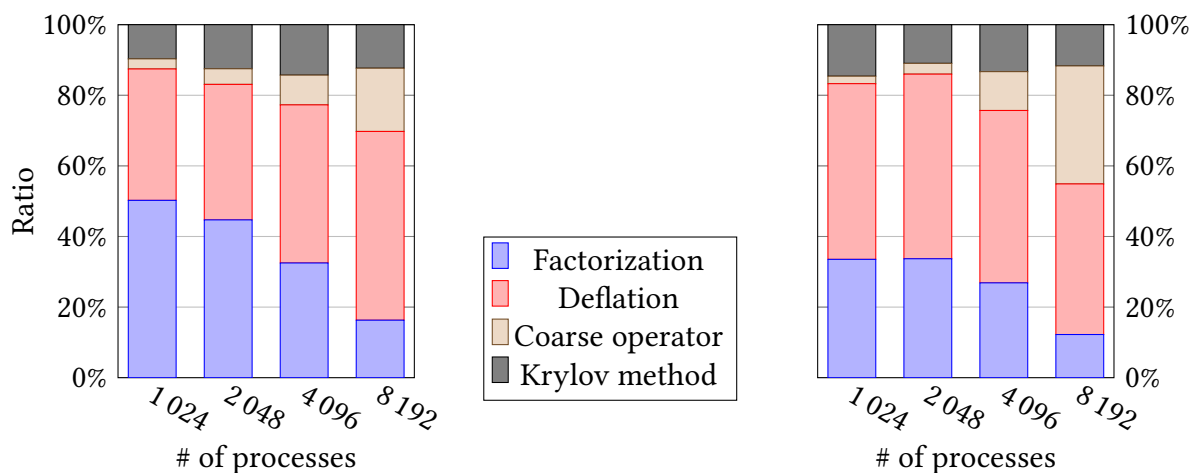 100%
80%
60%
40%
20%
0%
Ratio
1 024
2 048
4 096
8 192
# of processes
Factorization
Deflation
Coarse operator
Krylov method
100%
80%
60%
40%
20%
0%
1 024
2 048
4 096
8 192
# of processes